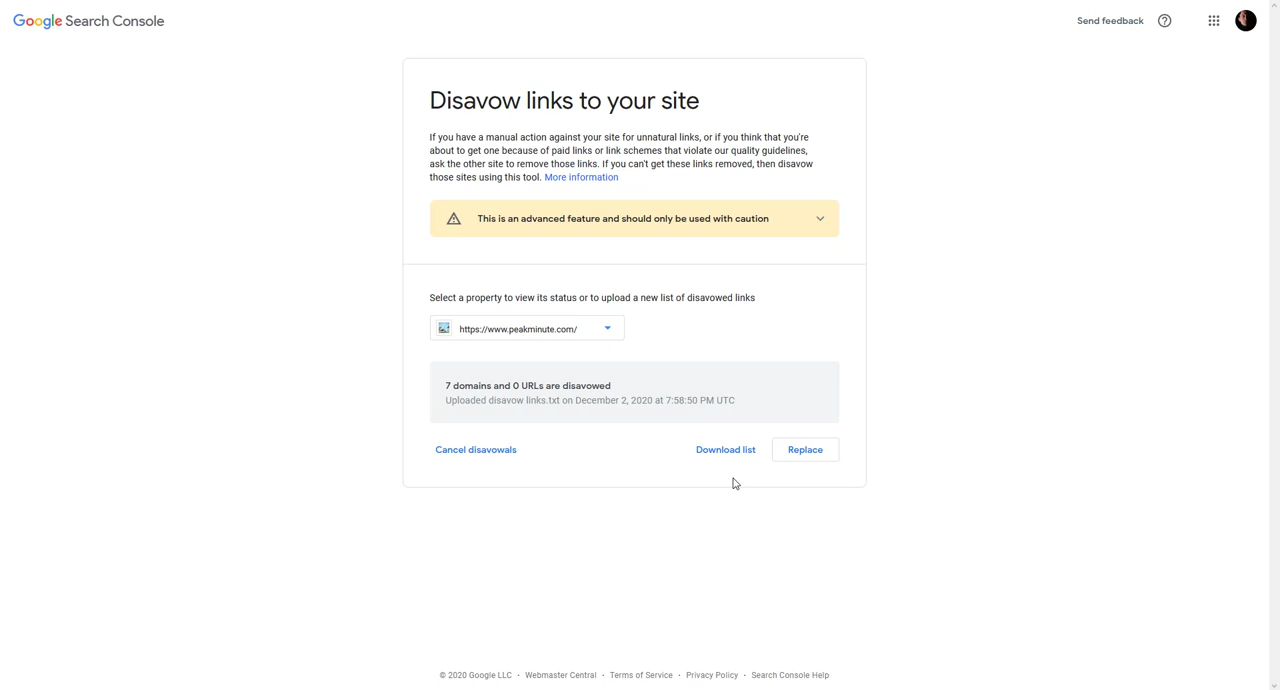 Google Search Console
Send feedback
Disavow links to your site
If you have a manual action against your site for unnatural links, or if you think that you're
about to get one because of paid links or link schemes that violate our quality guidelines,
ask the other site to remove those links. If you can't get these links removed, then disavow
those sites using this tool. More information
This is an advanced feature and should only be used with caution
Select a property to view its status or to upload a new list of disavowed links
https://www.peakminute.com/
7 domains and 0 URLs are disavowed
Uploaded disavow links.txt on December 2, 2020 at 7:58:50 PM UTC
Cancel disavowals
Download list
Replace
© 2020 Google LLC · Webmaster Central · Terms of Service · Privacy Policy · Search Console Help